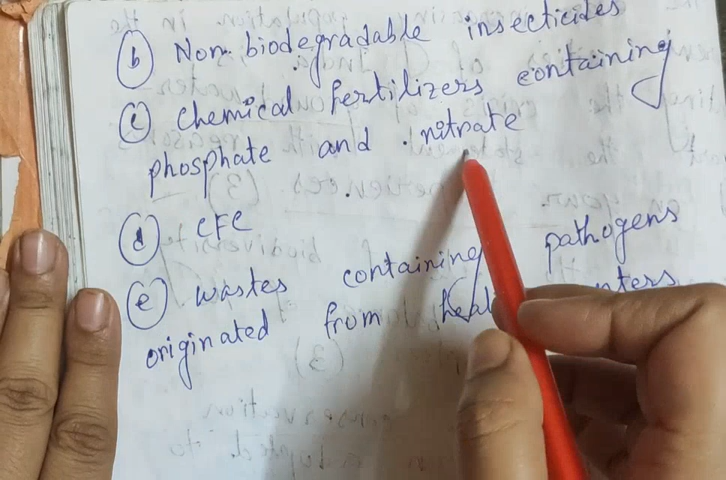 (b) Non-biodegradable insecticides
(c) Chemical fertilizers containing
phosphate and nitrate
(d) CFC
(e) Wastes containing pathogens
originated from